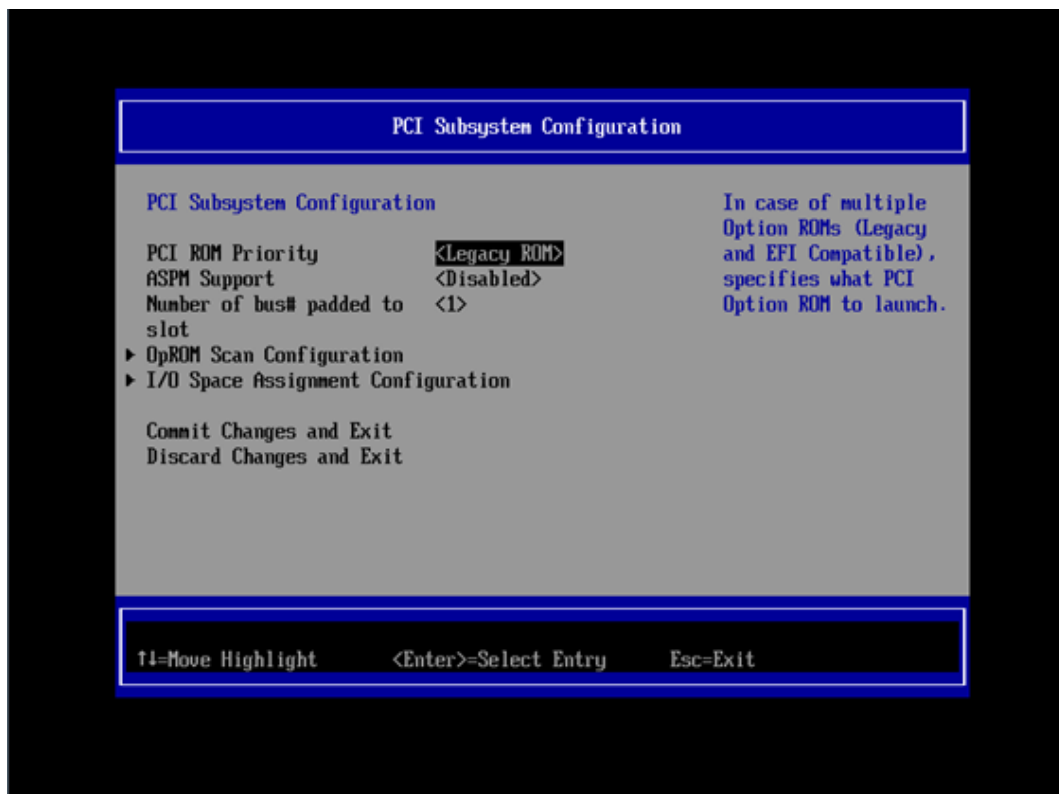 PCI Subsystem Configuration
PCI Subsystem Configuration
PCI ROM Priority <Legacy ROM>
ASPM Support <Disabled>
Number of bus# padded to <1>
slot
▶ OpROM Scan Configuration
▶ I/O Space Assignment Configuration
Commit Changes and Exit
Discard Changes and Exit
In case of multiple
Option ROMs (Legacy
and EFI Compatible),
specifies what PCI
Option ROM to launch.
↑↓=Move Highlight <Enter>=Select Entry Esc=Exit